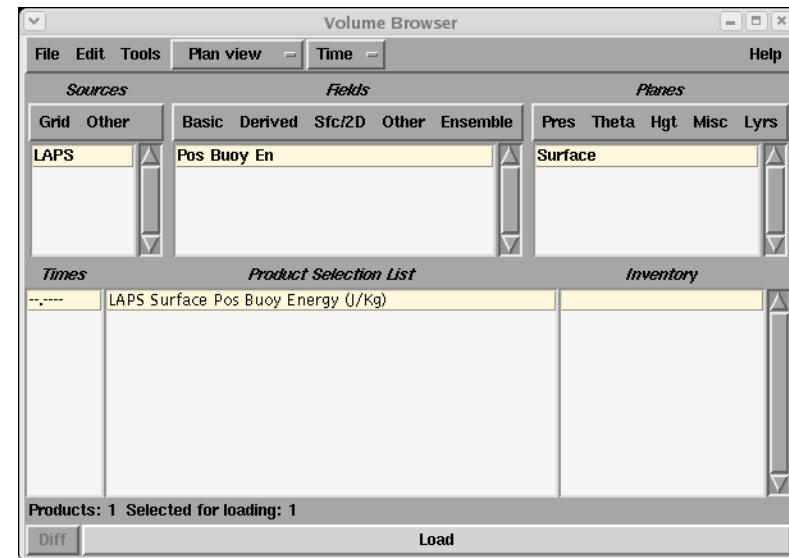 Volume Browser
File Edit Tools Plan view Time Help
Sources Fields Planes
Grid Other Basic Derived Sfc/2D Other Ensemble Pres Theta Hgt Misc Lyrs
LAPS Pos Buoy En Surface
Times Product Selection List Inventory
--.---- LAPS Surface Pos Buoy Energy (J/Kg)
Products: 1 Selected for loading: 1
Diff Load